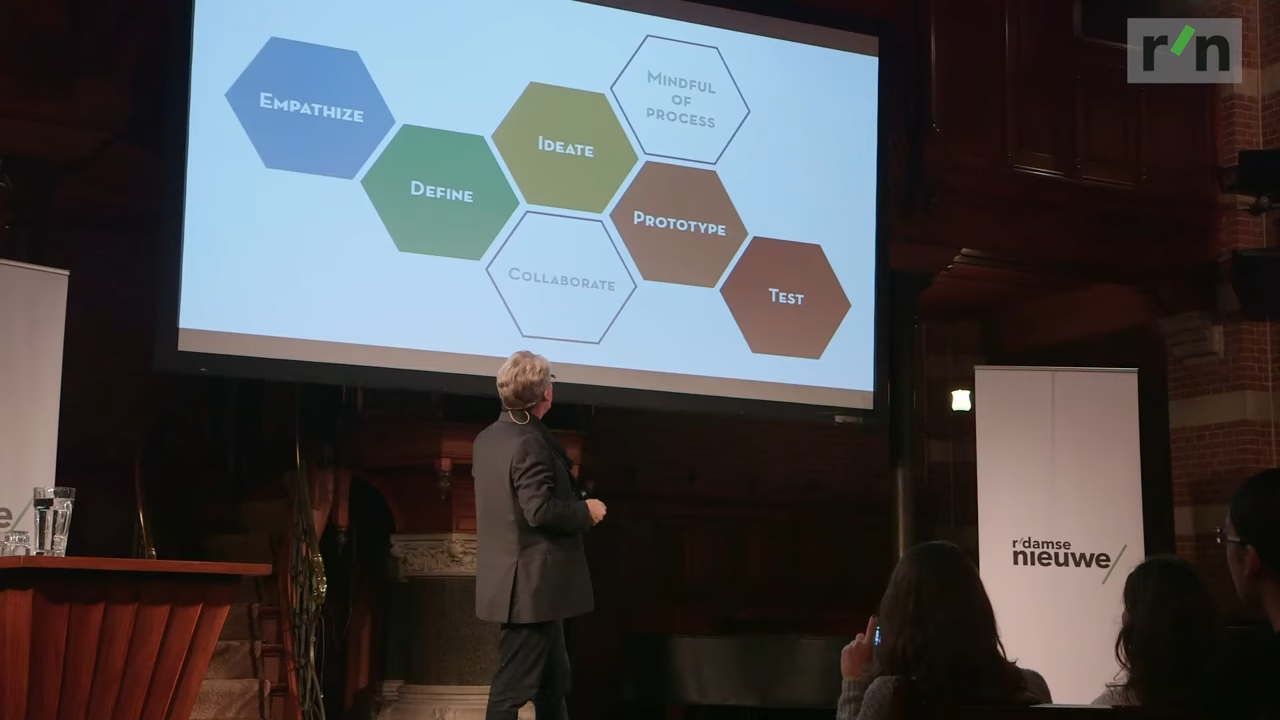 r/n
EMPATHIZE
DEFINE
IDEATE
MINDFUL
OF
PROCESS
COLLABORATE
PROTOTYPE
TEST
e/
r/damse
nieuwe/